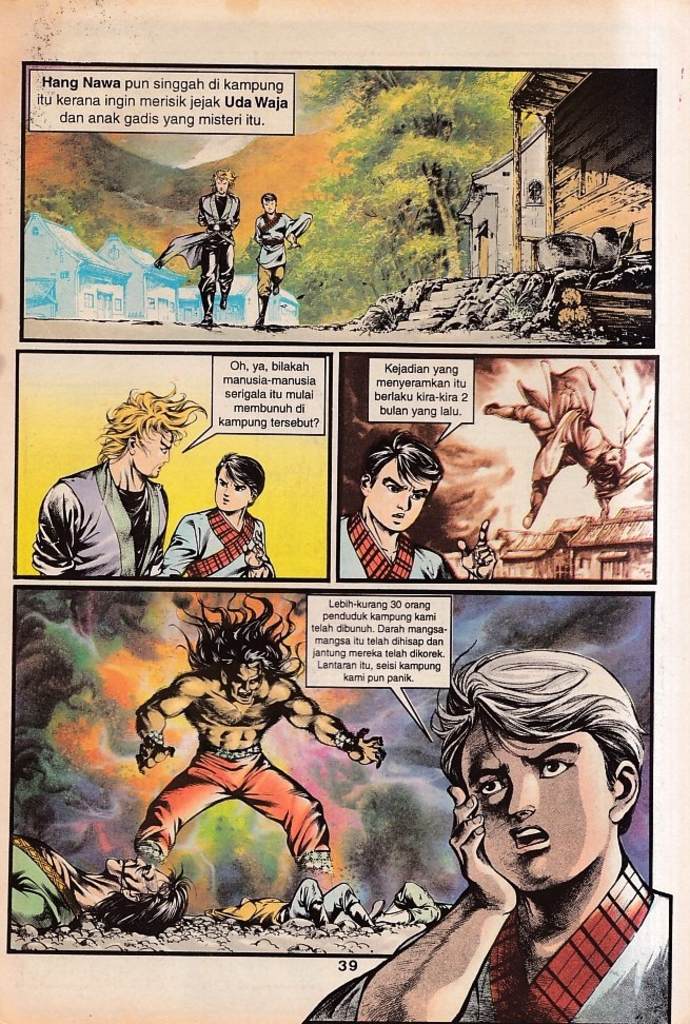 Hang Nawa pun singgah di kampung
itu kerana ingin merisik jejak Uda Waja
dan anak gadis yang misteri itu.
Oh, ya, bilakah
manusia-manusia
serigala itu mulai
membunuh di
kampung tersebut?
Kejadian yang
menyeramkan itu
berlaku kira-kira 2
bulan yang lalu.
Lebih-kurang 30 orang
penduduk kampung kami
telah dibunuh. Darah mangsa-
mangsa itu telah dihisap dan
jantung mereka telah dikorek.
Lantaran itu, seisi kampung
kami pun panik.
39